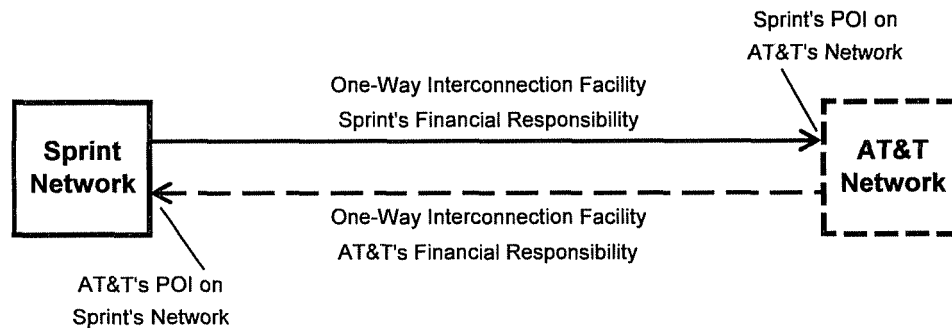 Sprint's POI on
AT&T's Network
One-Way Interconnection Facility
Sprint's Financial Responsibility
Sprint
Network
AT&T
Network
One-Way Interconnection Facility
AT&T's Financial Responsibility
AT&T's POI on
Sprint's Network